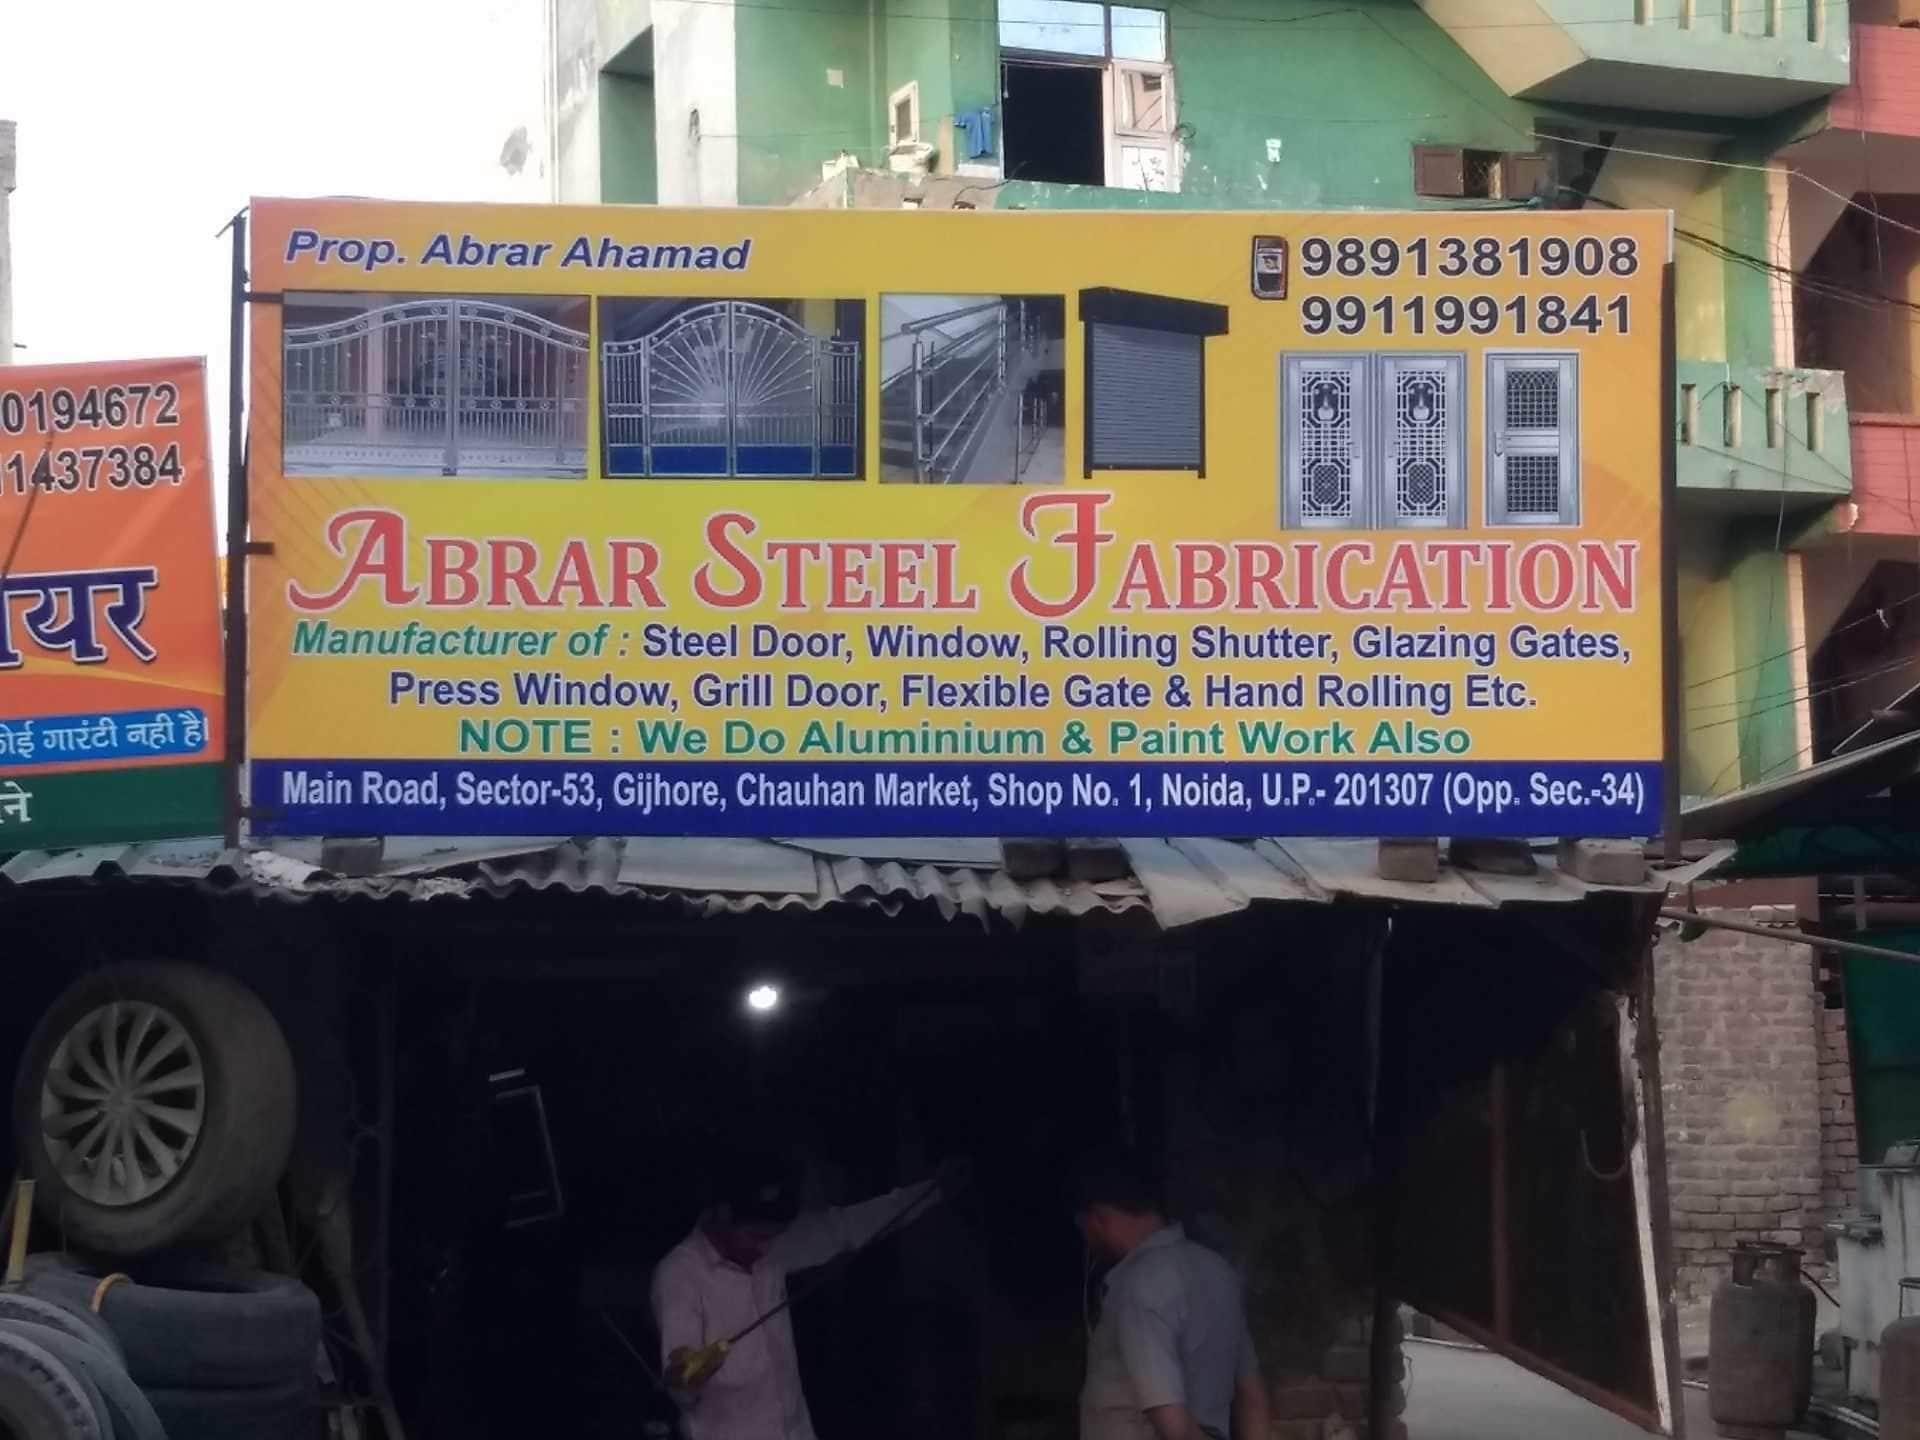 Prop. Abrar Ahamad
9891381908
9911991841
ABRAR STEEL FABRICATION
Manufacturer of : Steel Door, Window, Rolling Shutter, Glazing Gates,
Press Window, Grill Door, Flexible Gate & Hand Rolling Etc.
NOTE : We Do Aluminium & Paint Work Also
Main Road, Sector-53, Gijhore, Chauhan Market, Shop No. 1, Noida, U.P.- 201307 (Opp. Sec.-34)
0194672
11437384
गारंटी नही है।